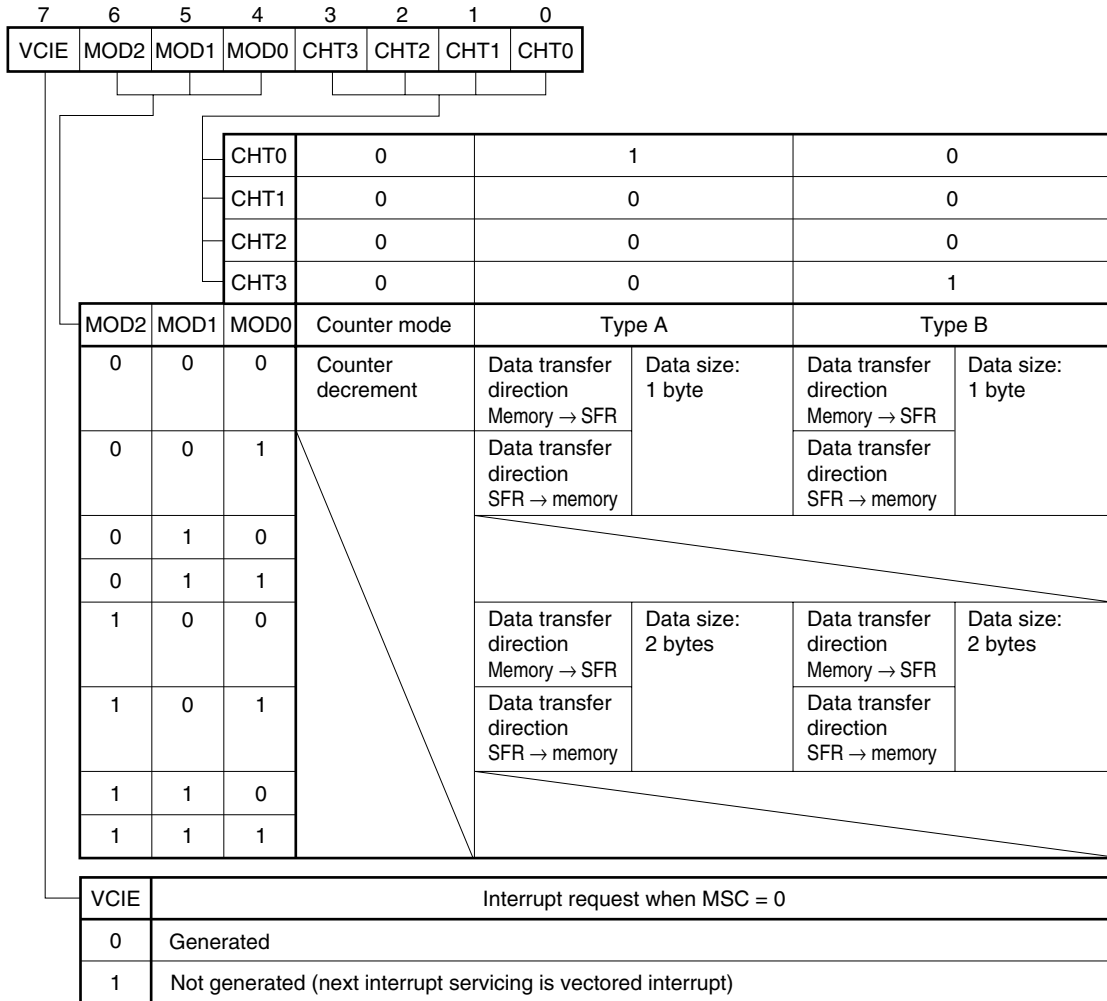 7 6 5 4 3 2 1 0
VCIE MOD2 MOD1 MOD0 CHT3 CHT2 CHT1 CHT0
CHT0 0 1 0
CHT1 0 0 0
CHT2 0 0 0
CHT3 0 0 1
MOD2 MOD1 MOD0 Counter mode Type A Type B
0 0 0 Counter decrement Data transfer direction Memory → SFR Data size: 1 byte Data transfer direction Memory → SFR Data size: 1 byte
0 0 1 Data transfer direction SFR → memory Data transfer direction SFR → memory
0 1 0
0 1 1
1 0 0 Data transfer direction Memory → SFR Data size: 2 bytes Data transfer direction Memory → SFR Data size: 2 bytes
1 0 1 Data transfer direction SFR → memory Data transfer direction SFR → memory
1 1 0
1 1 1
VCIE Interrupt request when MSC = 0
0 Generated
1 Not generated (next interrupt servicing is vectored interrupt)